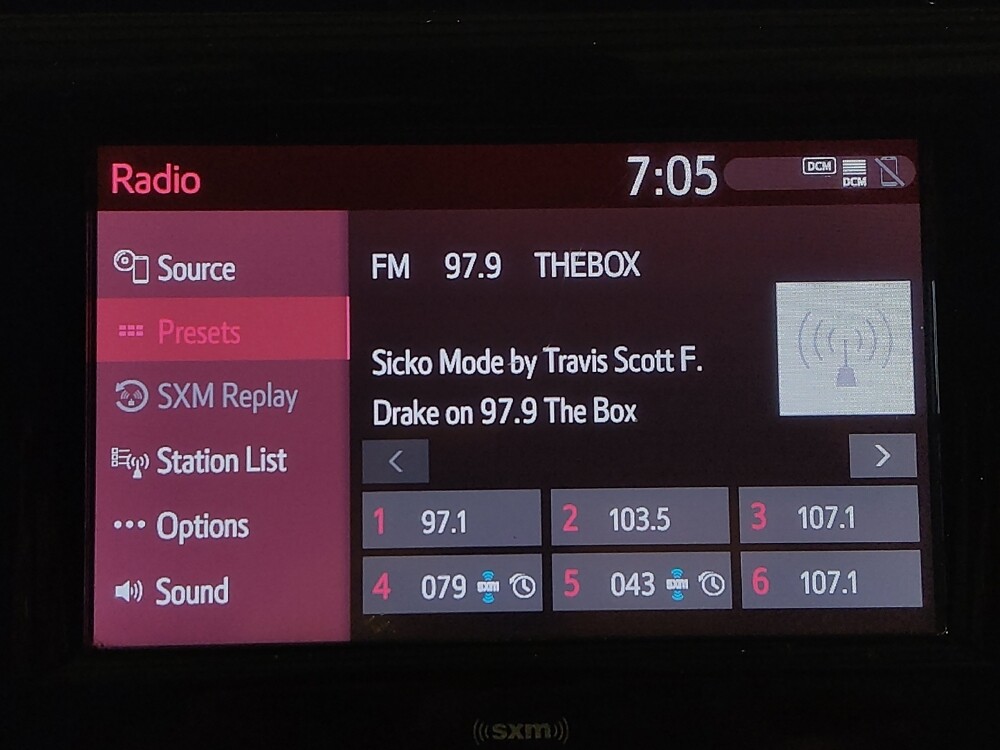 Radio
7:05
DCM
DCM
Source
Presets
SXM Replay
Station List
Options
Sound
FM 97.9 THEBOX
Sicko Mode by Travis Scott F.
Drake on 97.9 The Box
1 97.1
2 103.5
3 107.1
4 079 sxm
5 043 sxm
6 107.1
((sxm))